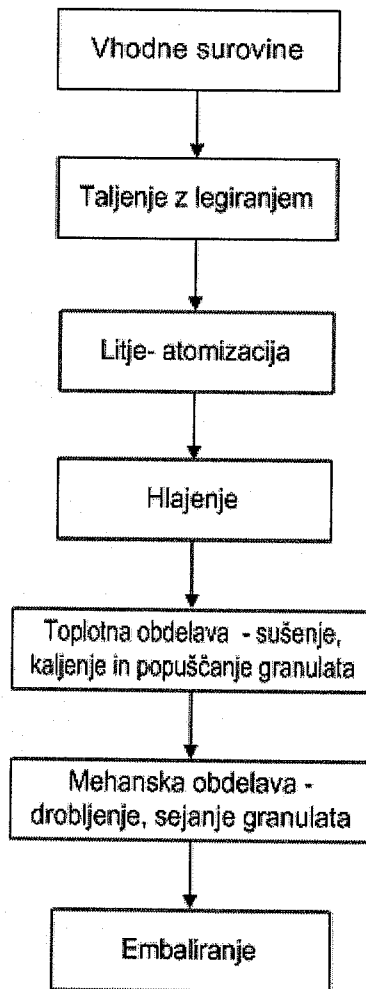 Vhodne surovine
Taljenje z legiranjem
Litje- atomizacija
Hlajenje
Toplotna obdelava - sušenje,
kaljenje in popuščanje granulata
Mehanska obdelava -
drobljenje, sejanje granulata
Embaliranje